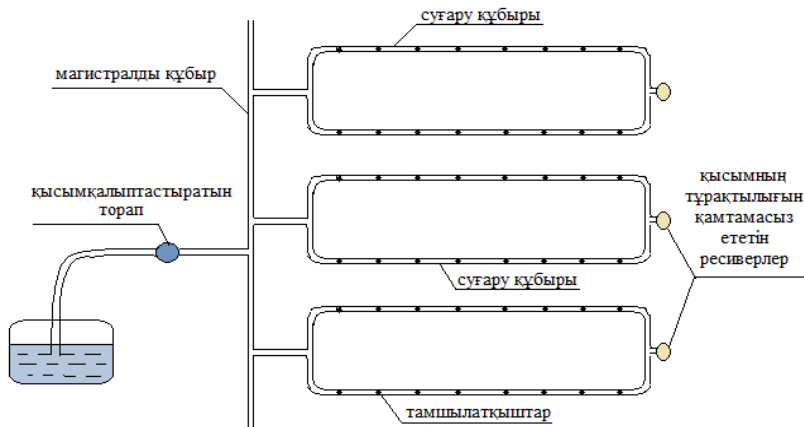 суғару құбыры
магистралды құбыр
қысымқалыптастыратын
торап
қысымның
тұрақтылығын
қамтамасыз
ететін
ресиверлер
суғару құбыры
тамшылатқыштар